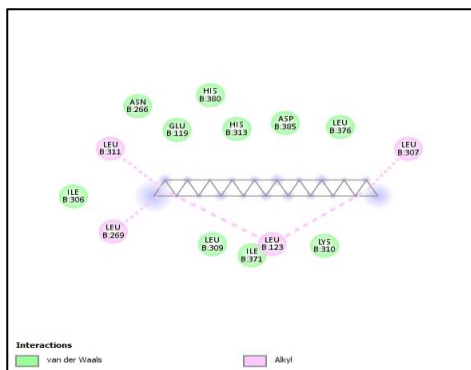 HIS
B:380
ASN
B:266
GLU
B:119
HIS
B:313
ASP
B:385
LEU
B:376
LEU
B:311
LEU
B:307
ILE
B:306
LEU
B:269
LEU
B:309
ILE
B:371
LEU
B:123
LYS
B:310
Interactions
van der Waals
Alkyl